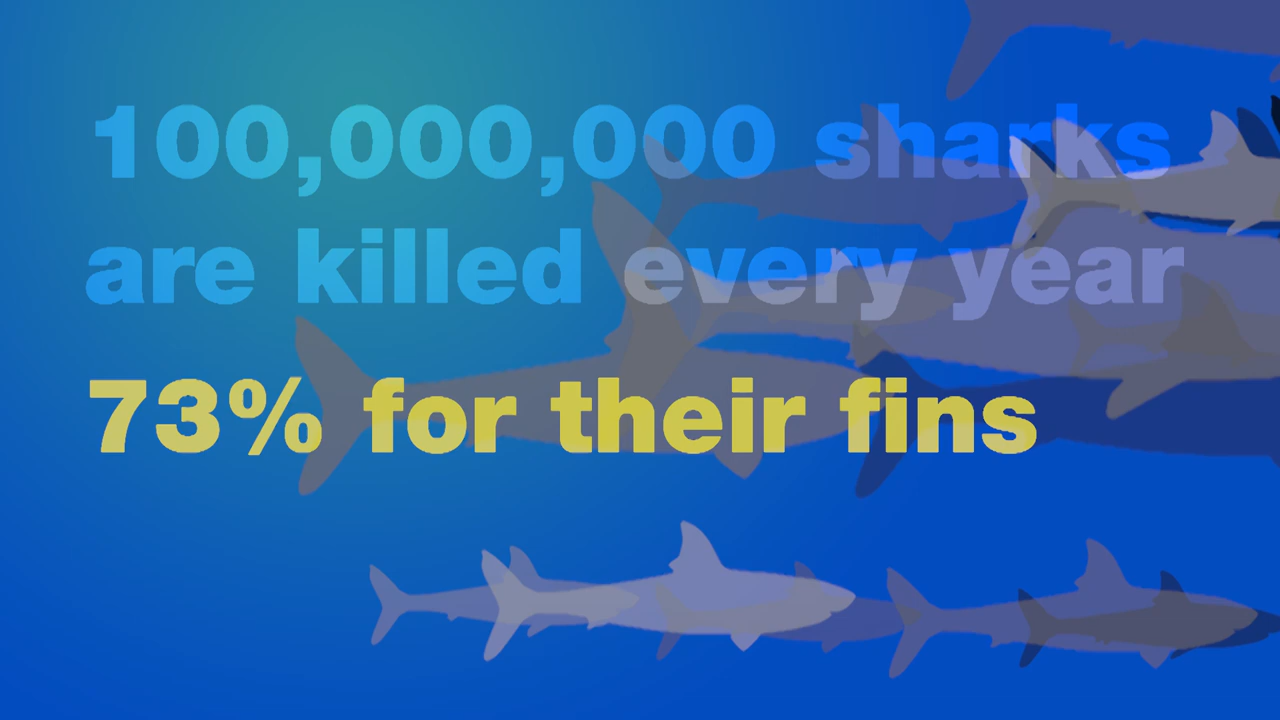 100,000,000 sharks
are killed every year
73% for their fins